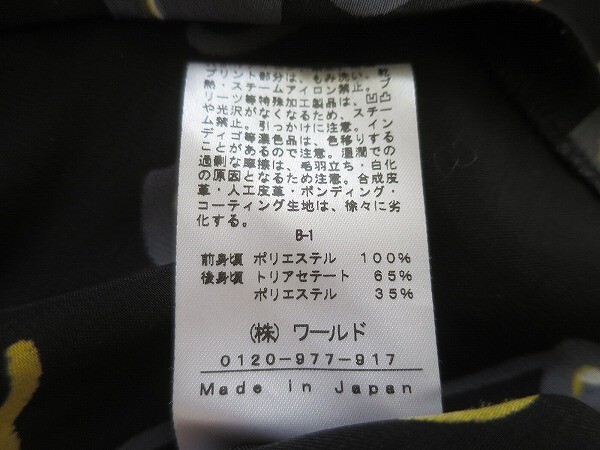 プリント部分は、もみ洗い、乾
熱・スチームアイロン禁止。プ
リーツ等特殊加工製品は、凹凸
や光沢がなくなるため、スチー
ム禁止。引っかけに注意。イン
ディゴ等濃色品は、色移りする
ことがあるので注意。湿潤での
過剰な摩擦は、毛羽立ち・白化
の原因となるため注意。合成皮
革・人工皮革・ボンディング・
コーティング生地は、徐々に劣
化する。
B-1
前身頃 ポリエステル 100%
後身頃 トリアセテート 65%
ポリエステル 35%
(株) ワールド
0120-977-917
Made in Japan